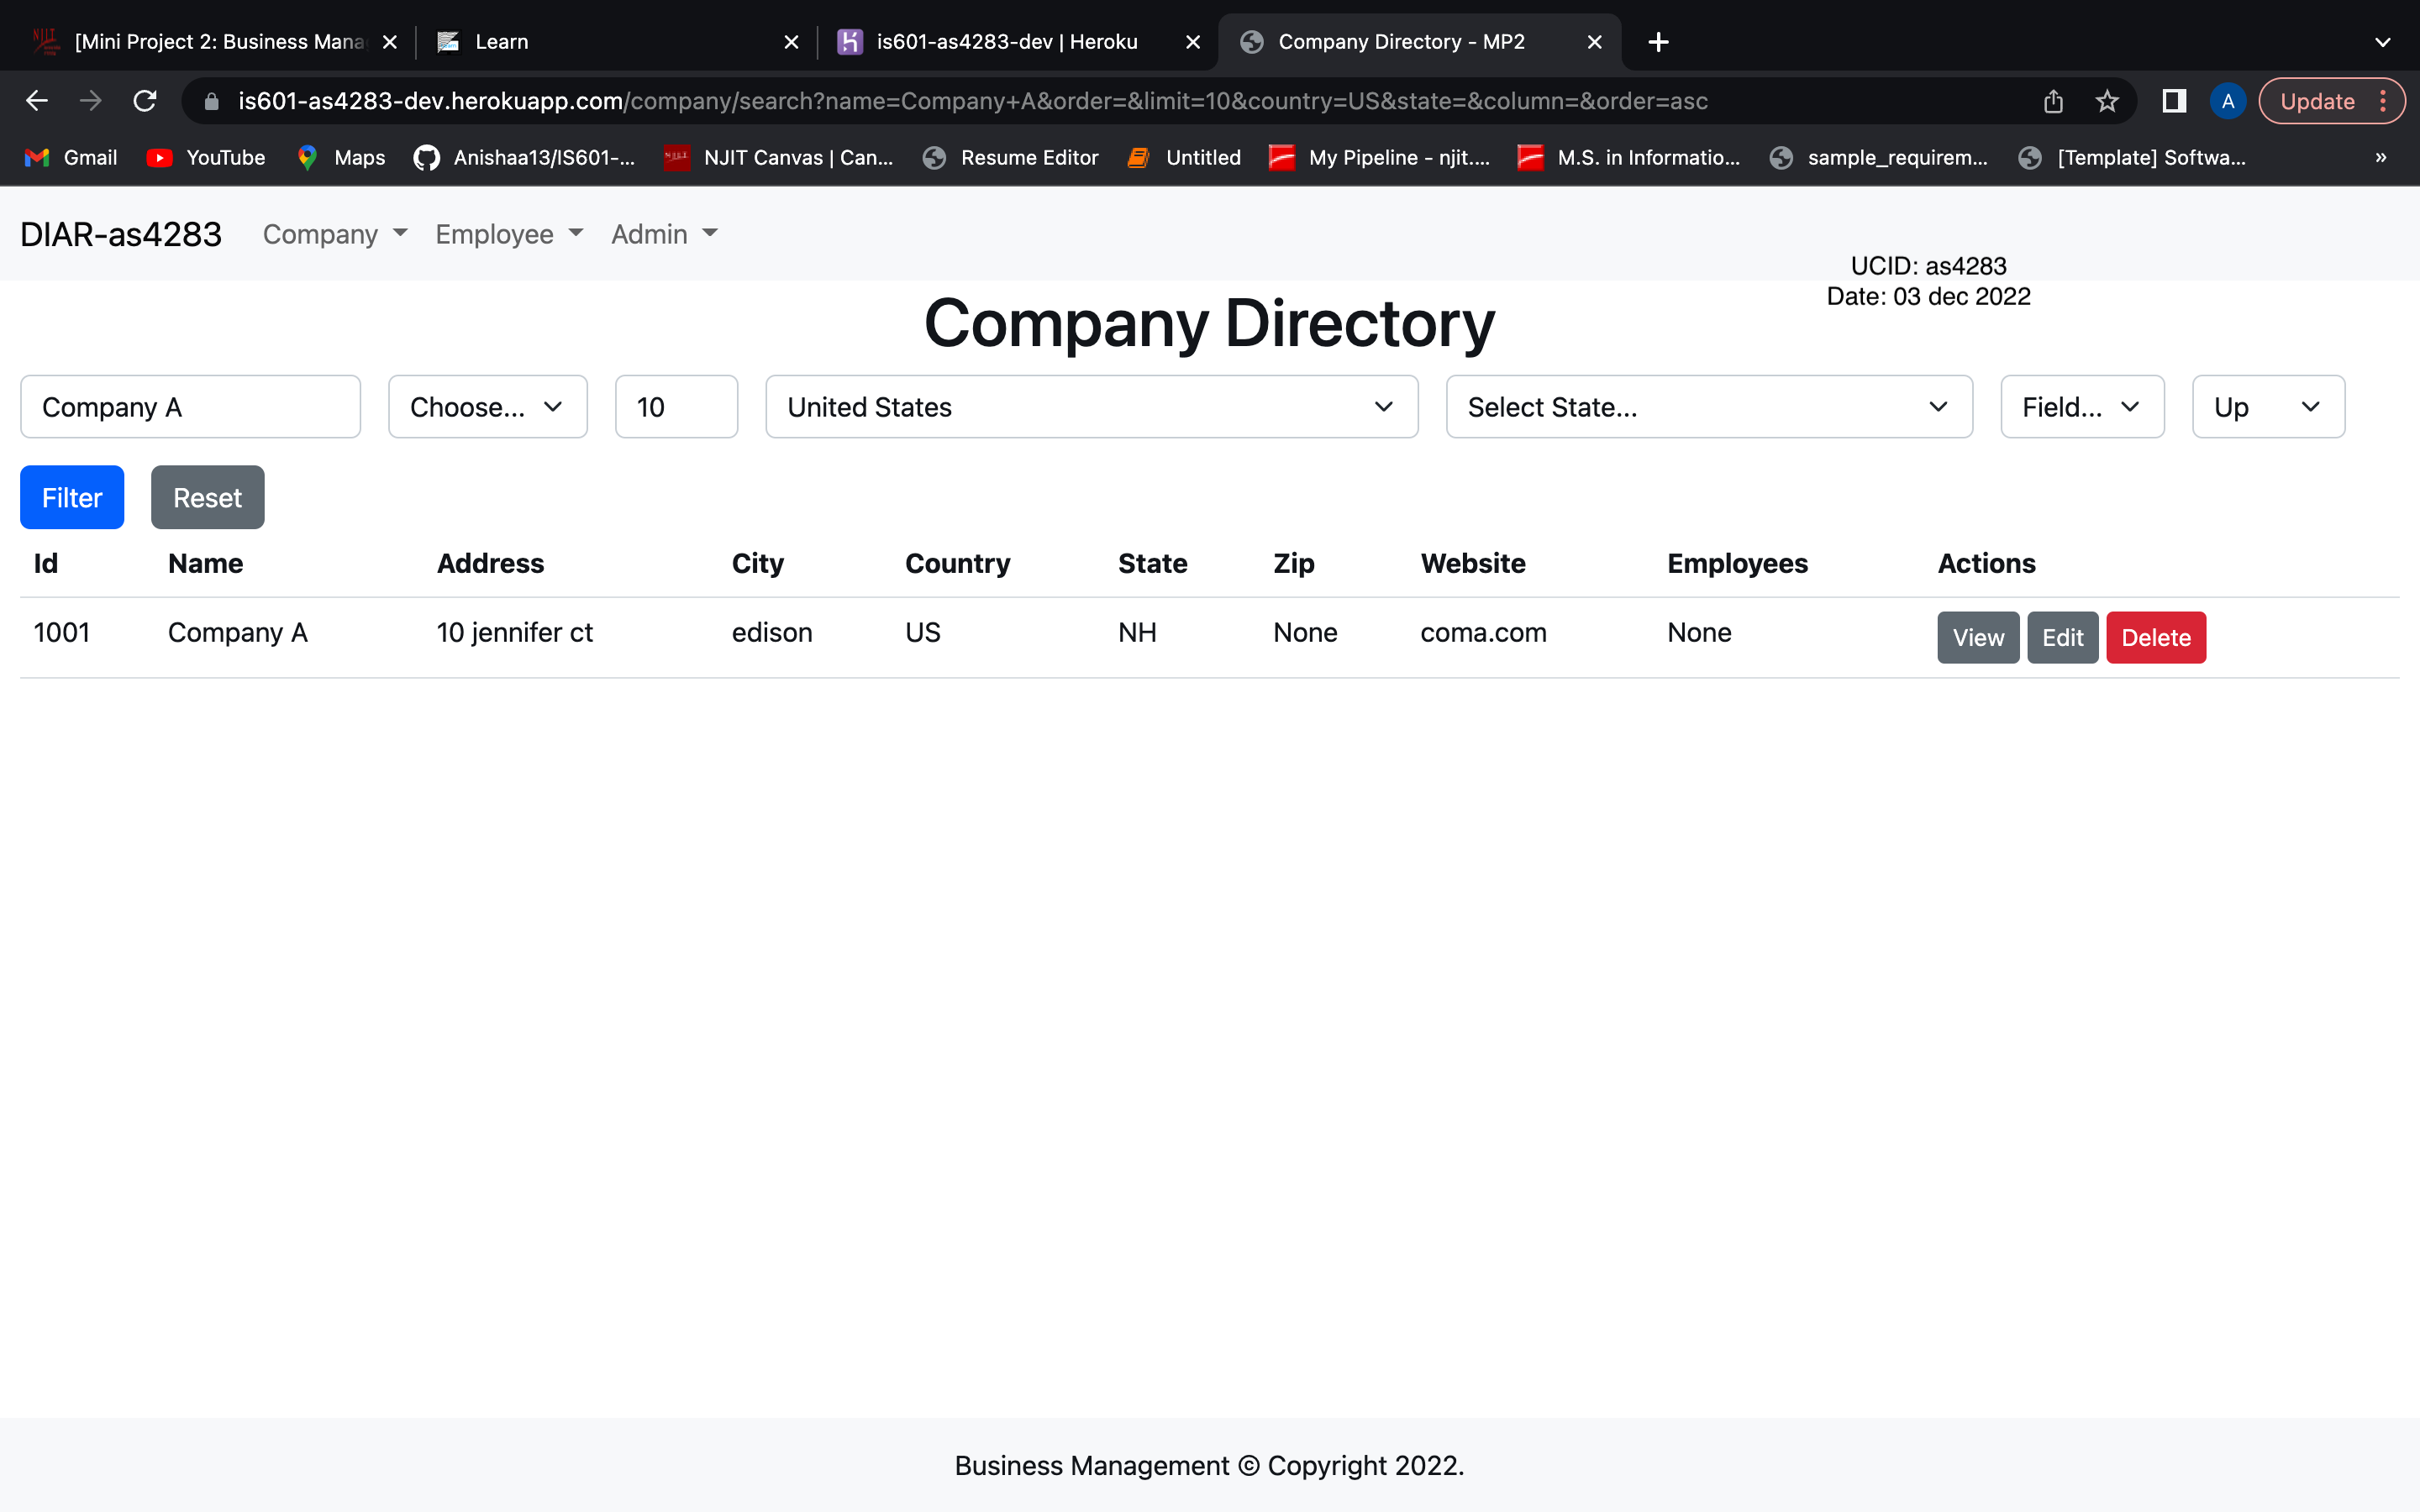 [Mini Project 2: Business Mana
Learn
is601-as4283-dev | Heroku
Company Directory - MP2
is601-as4283-dev.herokuapp.com/company/search?name=Company+A&order=&limit=10&country=US&state=&column=&order=asc
A
Update
Gmail
YouTube
Maps
Anishaa13/IS601-...
NJIT Canvas | Can...
Resume Editor
Untitled
My Pipeline - njit....
M.S. in Informatio...
sample_requirem...
[Template] Softwa...
»
DIAR-as4283
Company
Employee
Admin
UCID: as4283
Date: 03 dec 2022
Company Directory
Company A
Choose...
10
United States
Select State...
Field...
Up
Filter
Reset
Id Name Address City Country State Zip Website Employees Actions
1001 Company A 10 jennifer ct edison US NH None coma.com None View Edit Delete
Business Management © Copyright 2022.